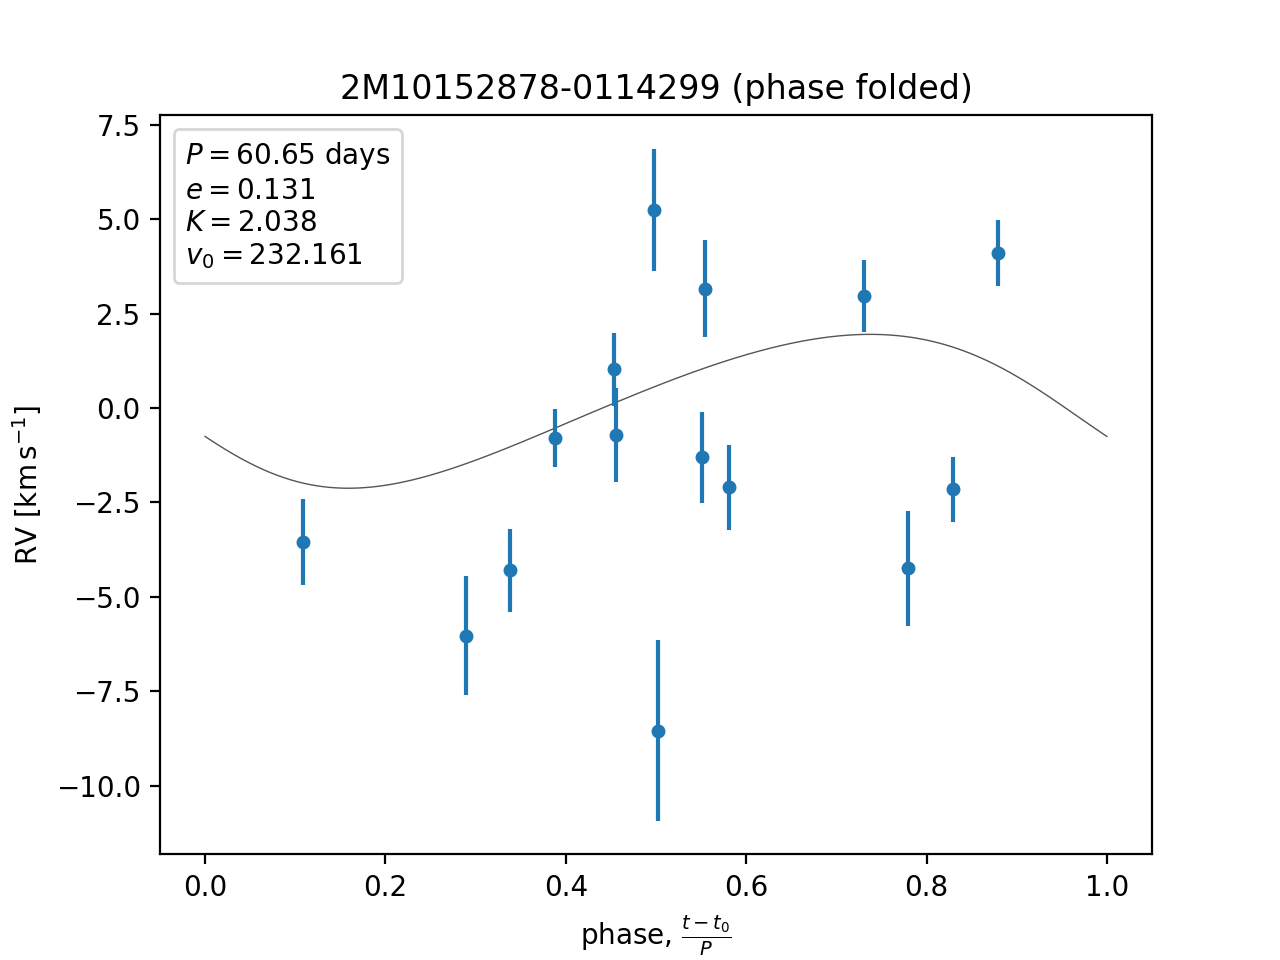 2M10152878-0114299 (phase folded)
P = 60.65 days
e = 0.131
K = 2.038
v₀ = 232.161
7.5
5.0
2.5
0.0
−2.5
−5.0
−7.5
−10.0
RV [km s⁻¹]
0.0 0.2 0.4 0.6 0.8 1.0
phase, (t − t₀)/P